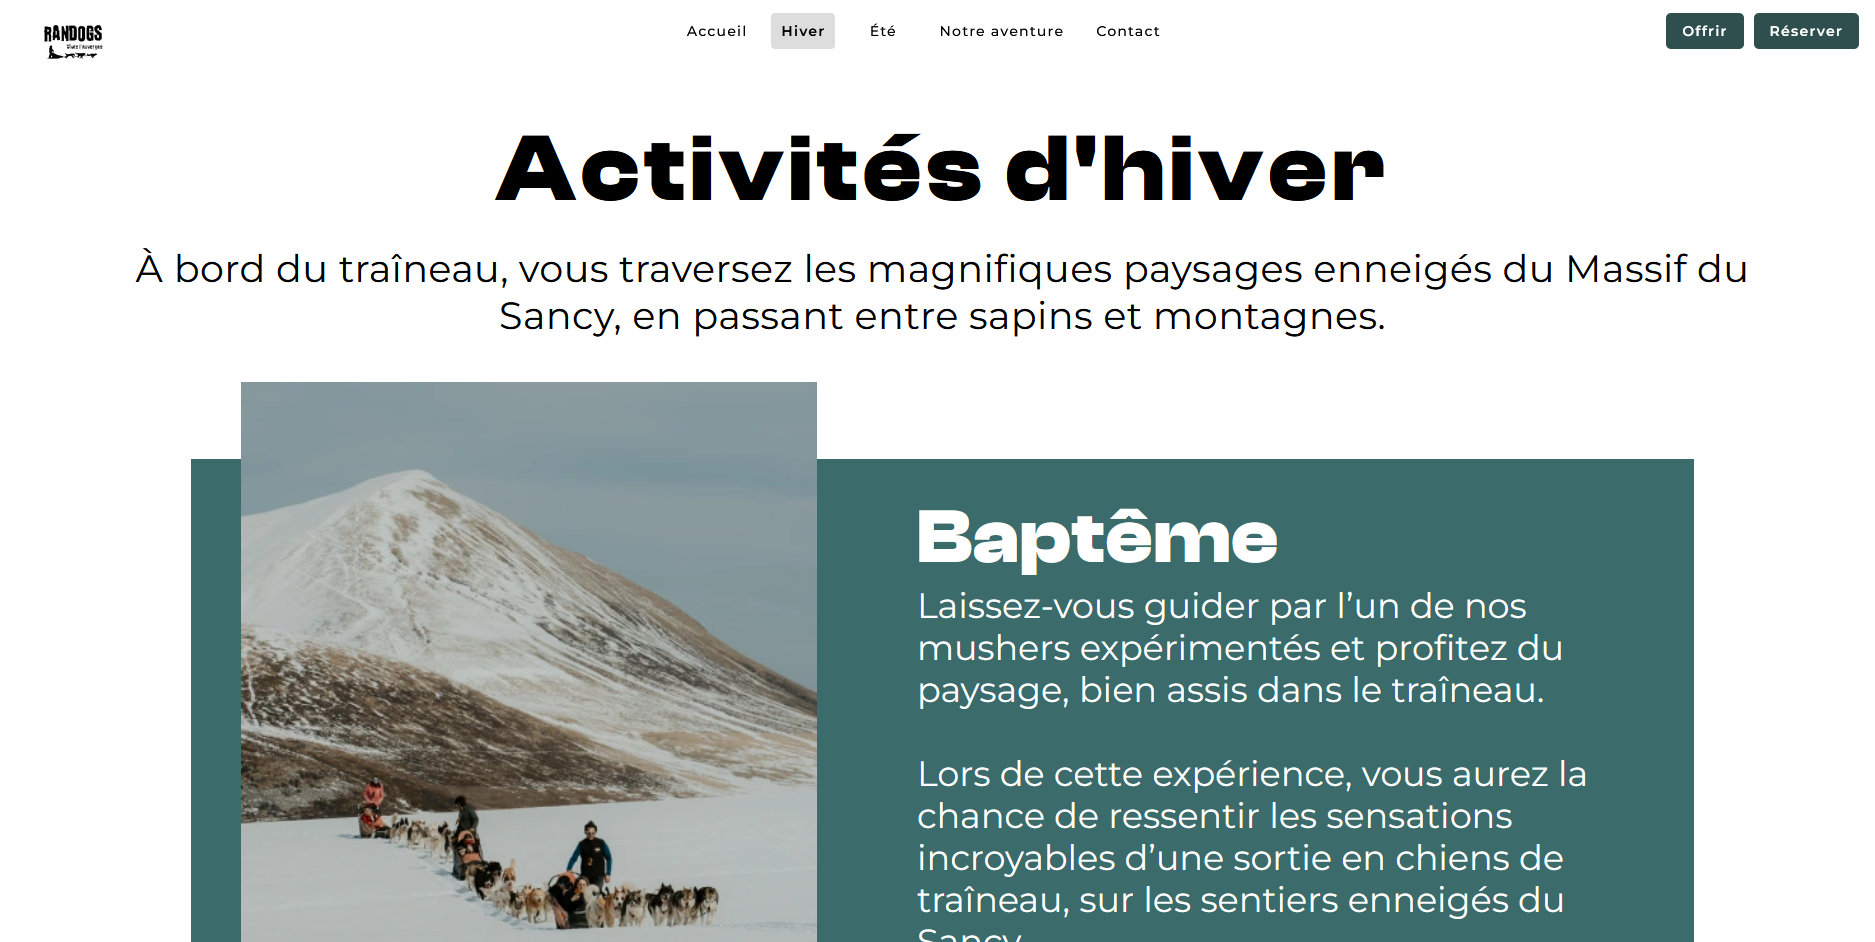 RANDOGS
Vivre l'Auvergne
Accueil
Hiver
Été
Notre aventure
Contact
Offrir
Réserver
Activités d'hiver
À bord du traîneau, vous traversez les magnifiques paysages enneigés du Massif du
Sancy, en passant entre sapins et montagnes.
Baptême
Laissez-vous guider par l’un de nos
mushers expérimentés et profitez du
paysage, bien assis dans le traîneau.
Lors de cette expérience, vous aurez la
chance de ressentir les sensations
incroyables d’une sortie en chiens de
traîneau, sur les sentiers enneigés du
Sancy